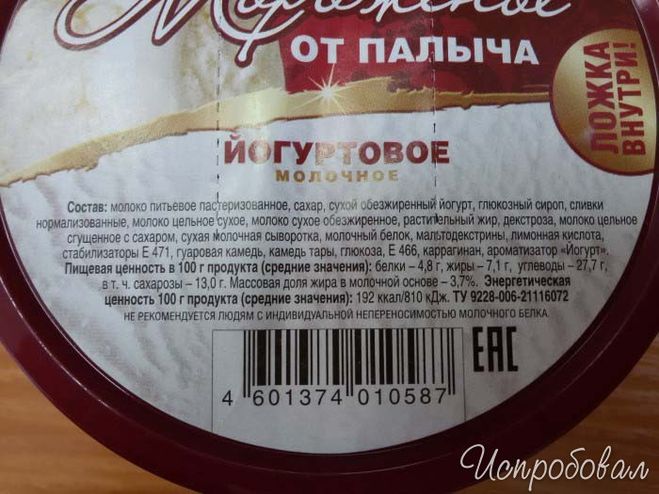 Мороженое
ОТ ПАЛЫЧА
ЛОЖКА
ВНУТРИ!
ЙОГУРТОВОЕ
МОЛОЧНОЕ
Состав: молоко питьевое пастеризованное, сахар, сухой обезжиренный йогурт, глюкозный сироп, сливки
нормализованные, молоко цельное сухое, молоко сухое обезжиренное, растительный жир, декстроза, молоко цельное
сгущенное с сахаром, сухая молочная сыворотка, молочный белок, мальтодекстрины, лимонная кислота,
стабилизаторы Е 471, гуаровая камедь, камедь тары, глюкоза, Е 466, каррагинан, ароматизатор «Йогурт».
Пищевая ценность в 100 г продукта (средние значения): белки – 4,8 г, жиры – 7,1 г, углеводы – 27,7 г,
в т. ч. сахарозы – 13,0 г. Массовая доля жира в молочной основе – 3,7%. Энергетическая
ценность 100 г продукта (средние значения): 192 ккал/810 кДж. ТУ 9228-006-21116072
НЕ РЕКОМЕНДУЕТСЯ ЛЮДЯМ С ИНДИВИДУАЛЬНОЙ НЕПЕРЕНОСИМОСТЬЮ МОЛОЧНОГО БЕЛКА.
EAC
4 601374 010587
Испробовал